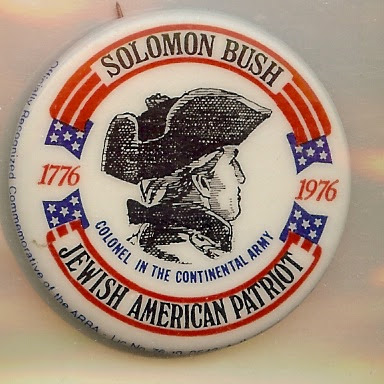 SOLOMON BUSH
1776
1976
COLONEL IN THE CONTINENTAL ARMY
JEWISH AMERICAN PATRIOT
Officially Recognized Commemorative of the ARBA